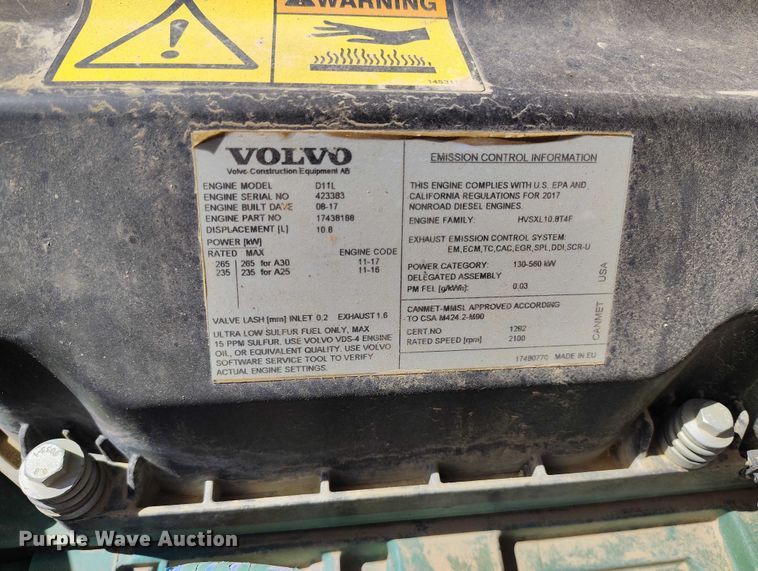 WARNING
VOLVO
Volvo Construction Equipment AB
ENGINE MODEL D11L
ENGINE SERIAL NO 423383
ENGINE BUILT DATE 08-17
ENGINE PART NO 17438188
DISPLACEMENT [L] 10.8
POWER [kW]
RATED MAX ENGINE CODE
265 265 for A30 11-17
235 235 for A25 11-16
VALVE LASH [mm] INLET 0.2 EXHAUST 1.6
ULTRA LOW SULFUR FUEL ONLY, MAX
15 PPM SULFUR. USE VOLVO VDS-4 ENGINE
OIL, OR EQUIVALENT QUALITY. USE VOLVO
SOFTWARE SERVICE TOOL TO VERIFY
ACTUAL ENGINE SETTINGS.
EMISSION CONTROL INFORMATION
THIS ENGINE COMPLIES WITH U.S. EPA AND
CALIFORNIA REGULATIONS FOR 2017
NONROAD DIESEL ENGINES.
ENGINE FAMILY: HVSXL10.8T4F
EXHAUST EMISSION CONTROL SYSTEM:
EM,ECM,TC,CAC,EGR,SPL,DDI,SCR-U
POWER CATEGORY: 130-560 kW
DELEGATED ASSEMBLY
PM FEL [g/kWh]: 0.03
USA
CANMET-MMSL APPROVED ACCORDING
TO CSA M424.2-M90
CERT.NO 1262
RATED SPEED [rpm] 2100
CANMET
17480770 MADE IN EU
Purple Wave Auction